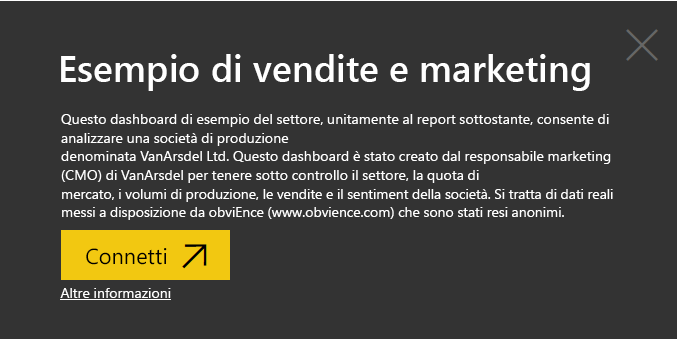 Esempio di vendite e marketing
Questo dashboard di esempio del settore, unitamente al report sottostante, consente di
analizzare una società di produzione
denominata VanArsdel Ltd. Questo dashboard è stato creato dal responsabile marketing
(CMO) di VanArsdel per tenere sotto controllo il settore, la quota di
mercato, i volumi di produzione, le vendite e il sentiment della società. Si tratta di dati reali
messi a disposizione da obviEnce (www.obvience.com) che sono stati resi anonimi.
Connetti
Altre informazioni